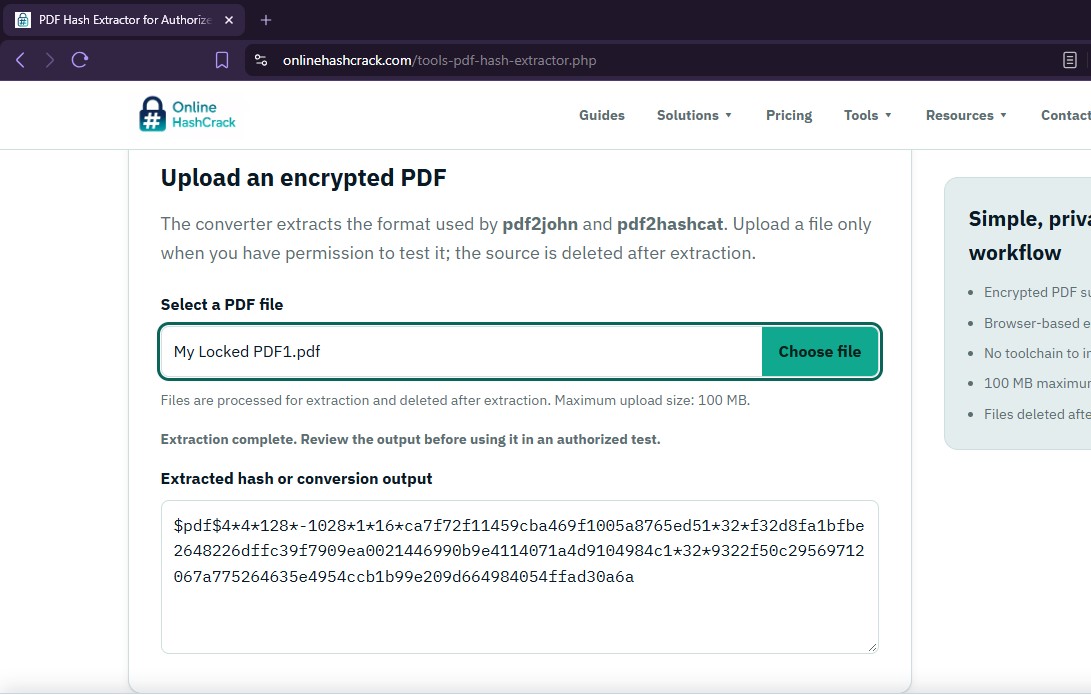 PDF Hash Extractor for Authorize
onlinehashcrack.com/tools-pdf-hash-extractor.php
Online
HashCrack
Guides
Solutions
Pricing
Tools
Resources
Contact
Upload an encrypted PDF
The converter extracts the format used by pdf2john and pdf2hashcat. Upload a file only
when you have permission to test it; the source is deleted after extraction.
Select a PDF file
My Locked PDF1.pdf
Choose file
Files are processed for extraction and deleted after extraction. Maximum upload size: 100 MB.
Extraction complete. Review the output before using it in an authorized test.
Extracted hash or conversion output
$pdf$4*4*128*-1028*1*16*ca7f72f11459cba469f1005a8765ed51*32*f32d8fa1bfbe
2648226dffc39f7909ea0021446990b9e4114071a4d9104984c1*32*9322f50c29569712
067a775264635e4954ccb1b99e209d664984054ffad30a6a
Simple, priva
workflow
Encrypted PDF su
Browser-based e
No toolchain to in
100 MB maximum
Files deleted afte